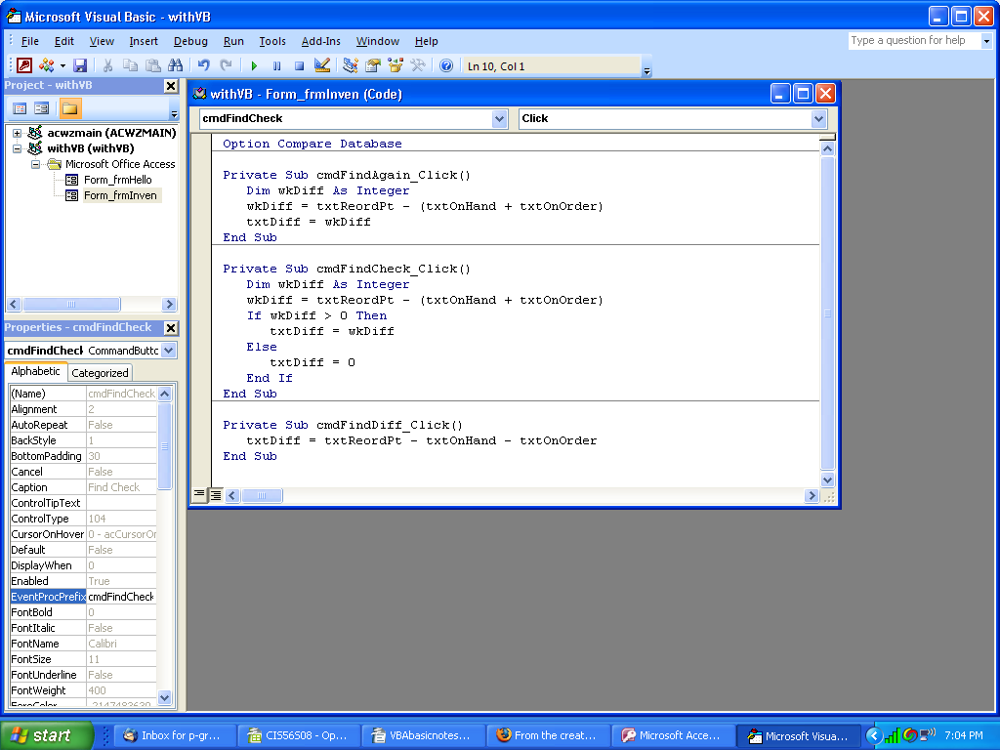 Microsoft Visual Basic - withVB
File Edit View Insert Debug Run Tools Add-Ins Window Help
Type a question for help
Ln 10, Col 1
Project - withVB
acwzmain (ACWZMAIN)
withVB (withVB)
Microsoft Office Access
Form_frmHello
Form_frmInven
Properties - cmdFindCheck
cmdFindCheck CommandButto
Alphabetic Categorized
(Name) cmdFindCheck
Alignment 2
AutoRepeat False
BackStyle 1
BottomPadding 30
Cancel False
Caption Find Check
ControlTipText
ControlType 104
CursorOnHover 0 - acCursorOn
Default False
DisplayWhen 0
Enabled True
EventProcPrefix cmdFindCheck
FontBold 0
FontItalic False
FontName Calibri
FontSize 11
FontUnderline False
FontWeight 400
ForeColor -2147483630
withVB - Form_frmInven (Code)
cmdFindCheck Click
Option Compare Database
Private Sub cmdFindAgain_Click()
Dim wkDiff As Integer
wkDiff = txtReordPt - (txtOnHand + txtOnOrder)
txtDiff = wkDiff
End Sub
Private Sub cmdFindCheck_Click()
Dim wkDiff As Integer
wkDiff = txtReordPt - (txtOnHand + txtOnOrder)
If wkDiff > 0 Then
txtDiff = wkDiff
Else
txtDiff = 0
End If
End Sub
Private Sub cmdFindDiff_Click()
txtDiff = txtReordPt - txtOnHand - txtOnOrder
End Sub
start Inbox for p-gr... CIS56S08 - Op... VBAbasicnotes... From the creat... Microsoft Acce... Microsoft Visua... 7:04 PM